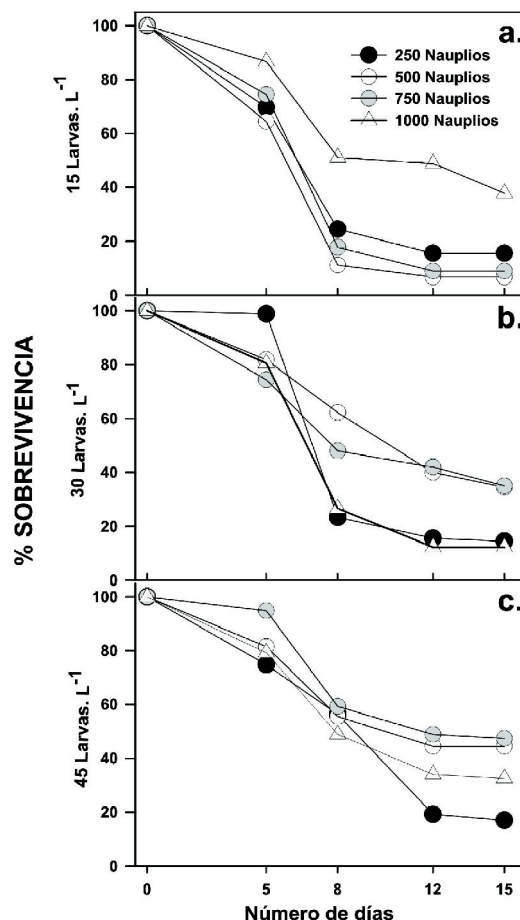 % SOBREVIVENCIA
15 Larvas. L⁻¹
a.
100
80
60
40
20
0
250 Nauplios
500 Nauplios
750 Nauplios
1000 Nauplios
30 Larvas. L⁻¹
b.
100
80
60
40
20
0
45 Larvas. L⁻¹
c.
100
80
60
40
20
0
0 5 8 12 15
Número de días